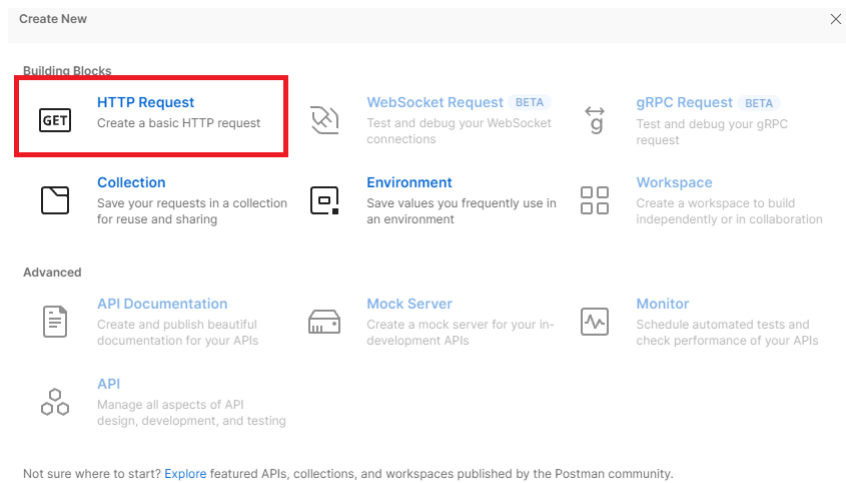 Create New
Building Blocks
GET
HTTP Request
Create a basic HTTP request
WebSocket Request BETA
Test and debug your WebSocket
connections
g
gRPC Request BETA
Test and debug your gRPC
request
Collection
Save your requests in a collection
for reuse and sharing
Environment
Save values you frequently use in
an environment
Workspace
Create a workspace to build
independently or in collaboration
Advanced
API Documentation
Create and publish beautiful
documentation for your APIs
Mock Server
Create a mock server for your in-
development APIs
Monitor
Schedule automated tests and
check performance of your APIs
API
Manage all aspects of API
design, development, and testing
Not sure where to start? Explore featured APIs, collections, and workspaces published by the Postman community.